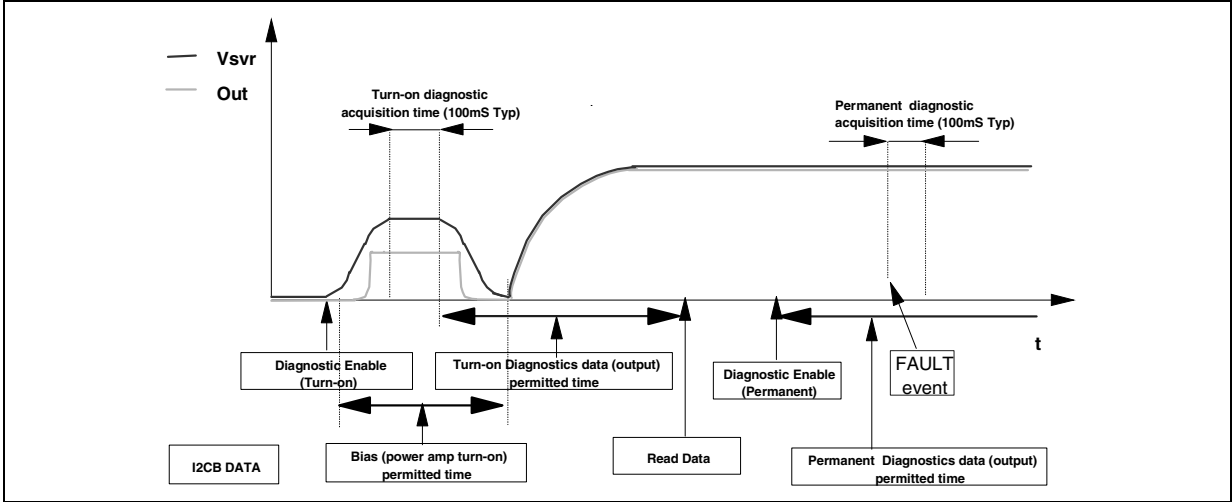 Vsvr
Out
Turn-on diagnostic
acquisition time (100mS Typ)
Permanent diagnostic
acquisition time (100mS Typ)
t
Diagnostic Enable
(Turn-on)
Turn-on Diagnostics data (output)
permitted time
Diagnostic Enable
(Permanent)
FAULT
event
I2CB DATA
Bias (power amp turn-on)
permitted time
Read Data
Permanent Diagnostics data (output)
permitted time